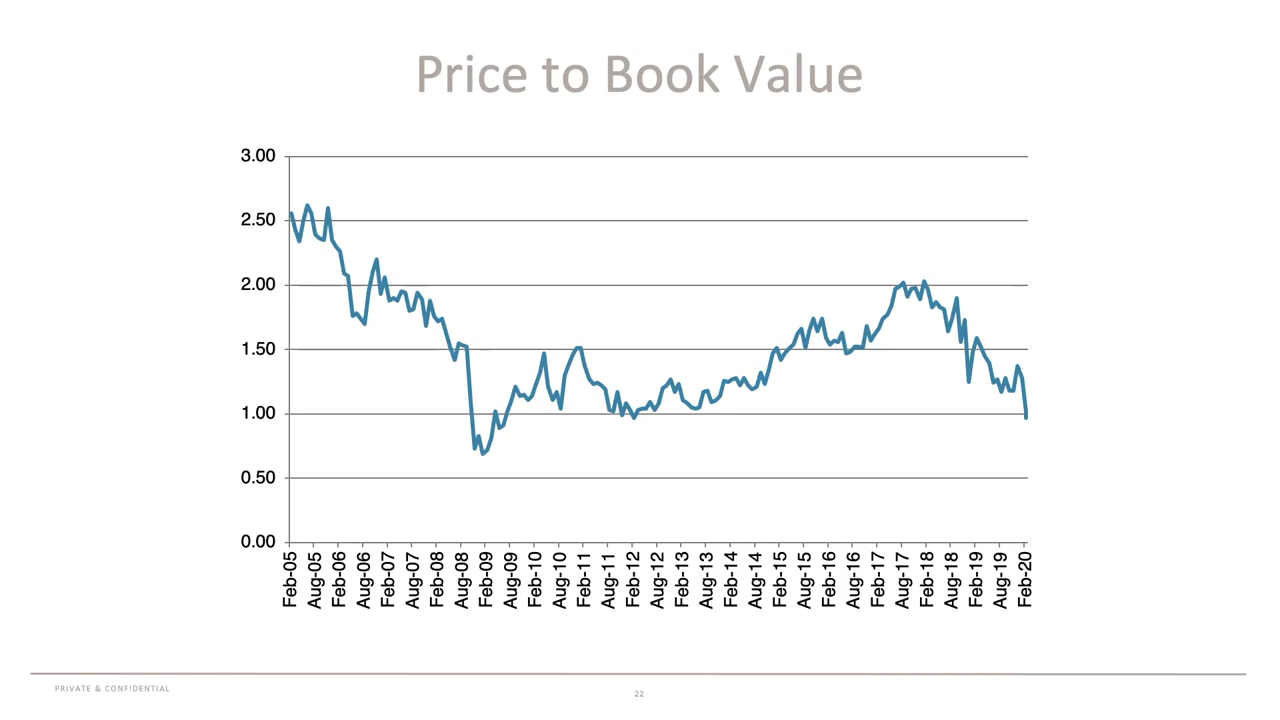 Price to Book Value
3.00
2.50
2.00
1.50
1.00
0.50
0.00
Feb-05
Aug-05
Feb-06
Aug-06
Feb-07
Aug-07
Feb-08
Aug-08
Feb-09
Aug-09
Feb-10
Aug-10
Feb-11
Aug-11
Feb-12
Aug-12
Feb-13
Aug-13
Feb-14
Aug-14
Feb-15
Aug-15
Feb-16
Aug-16
Feb-17
Aug-17
Feb-18
Aug-18
Feb-19
Aug-19
Feb-20
PRIVATE & CONFIDENTIAL
22